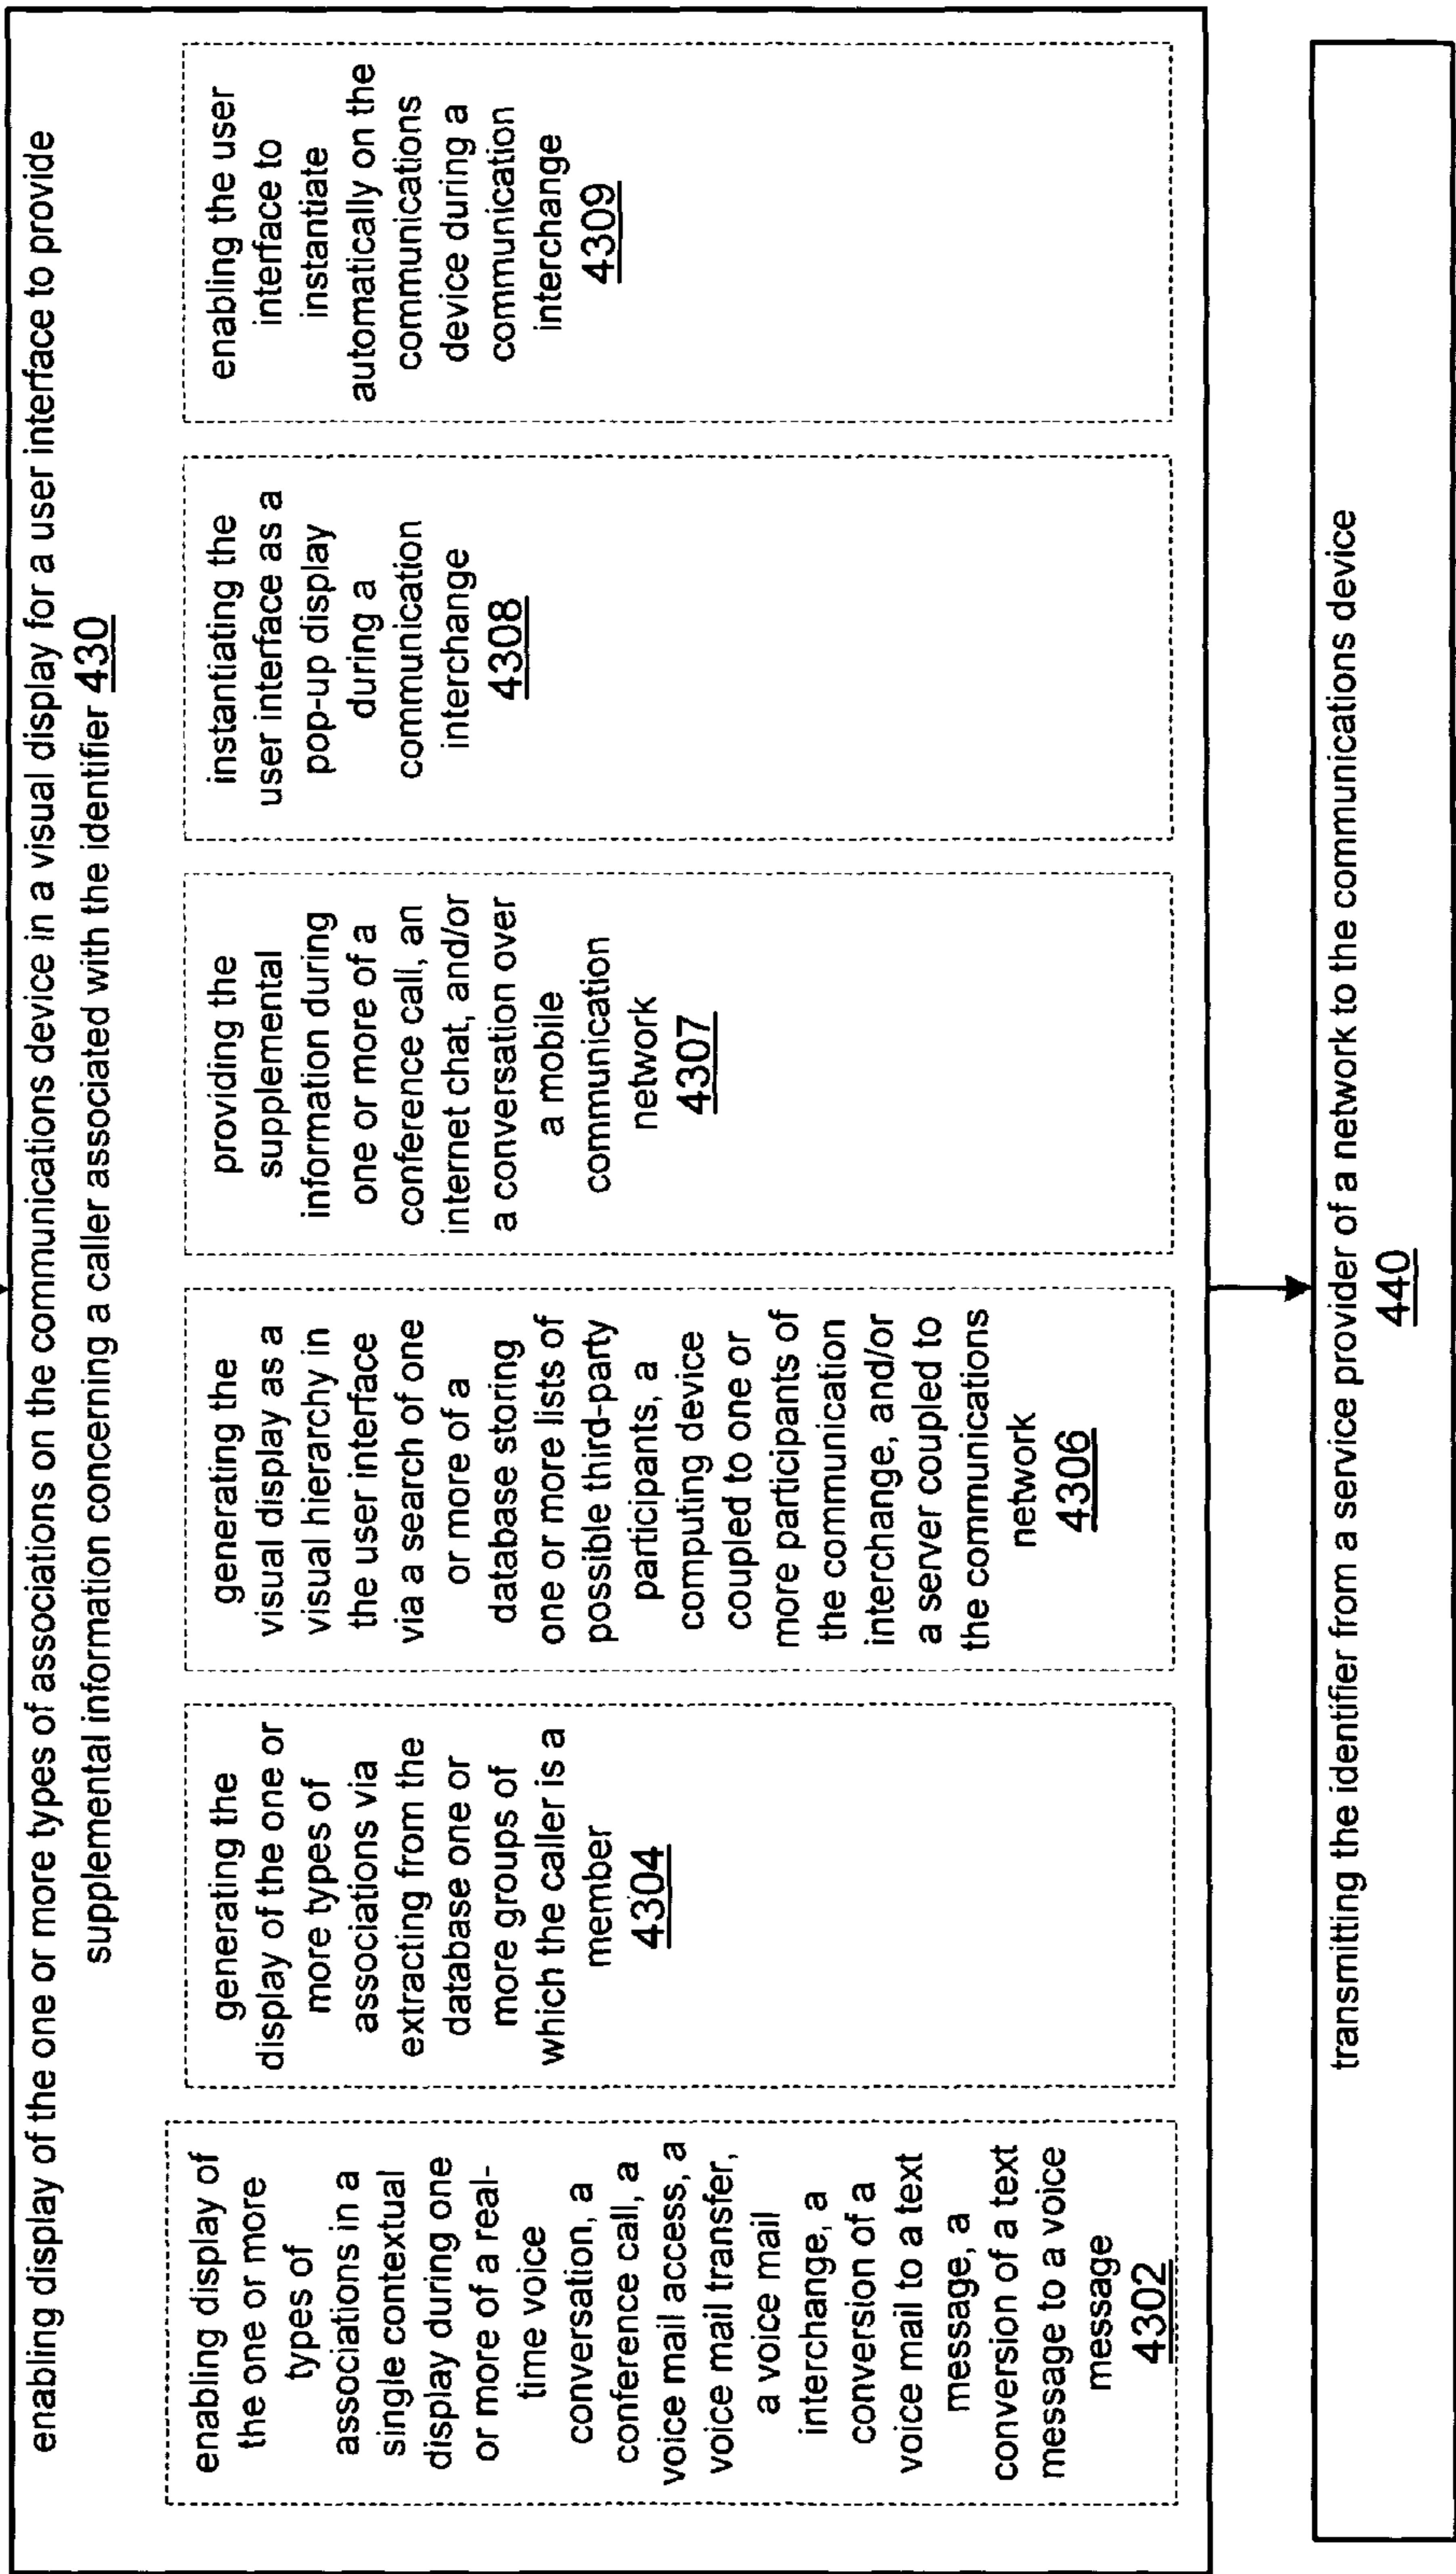 enabling display of the one or more types of associations on the communications device in a visual display for a user interface to provide
supplemental information concerning a caller associated with the identifier 430
enabling display of
the one or more
types of
associations in a
single contextual
display during one
or more of a real-
time voice
conversation, a
conference call, a
voice mail access, a
voice mail transfer,
a voice mail
interchange, a
conversion of a
voice mail to a text
message, a
conversion of a text
message to a voice
message
4302
generating the
display of the one or
more types of
associations via
extracting from the
database one or
more groups of
which the caller is a
member
4304
generating the
visual display as a
visual hierarchy in
the user interface
via a search of one
or more of a
database storing
one or more lists of
possible third-party
participants, a
computing device
coupled to one or
more participants of
the communication
interchange, and/or
a server coupled to
the communications
network
4306
providing the
supplemental
information during
one or more of a
conference call, an
internet chat, and/or
a conversation over
a mobile
communication
network
4307
instantiating the
user interface as a
pop-up display
during a
communication
interchange
4308
enabling the user
interface to
instantiate
automatically on the
communications
device during a
communication
interchange
4309
transmitting the identifier from a service provider of a network to the communications device
440